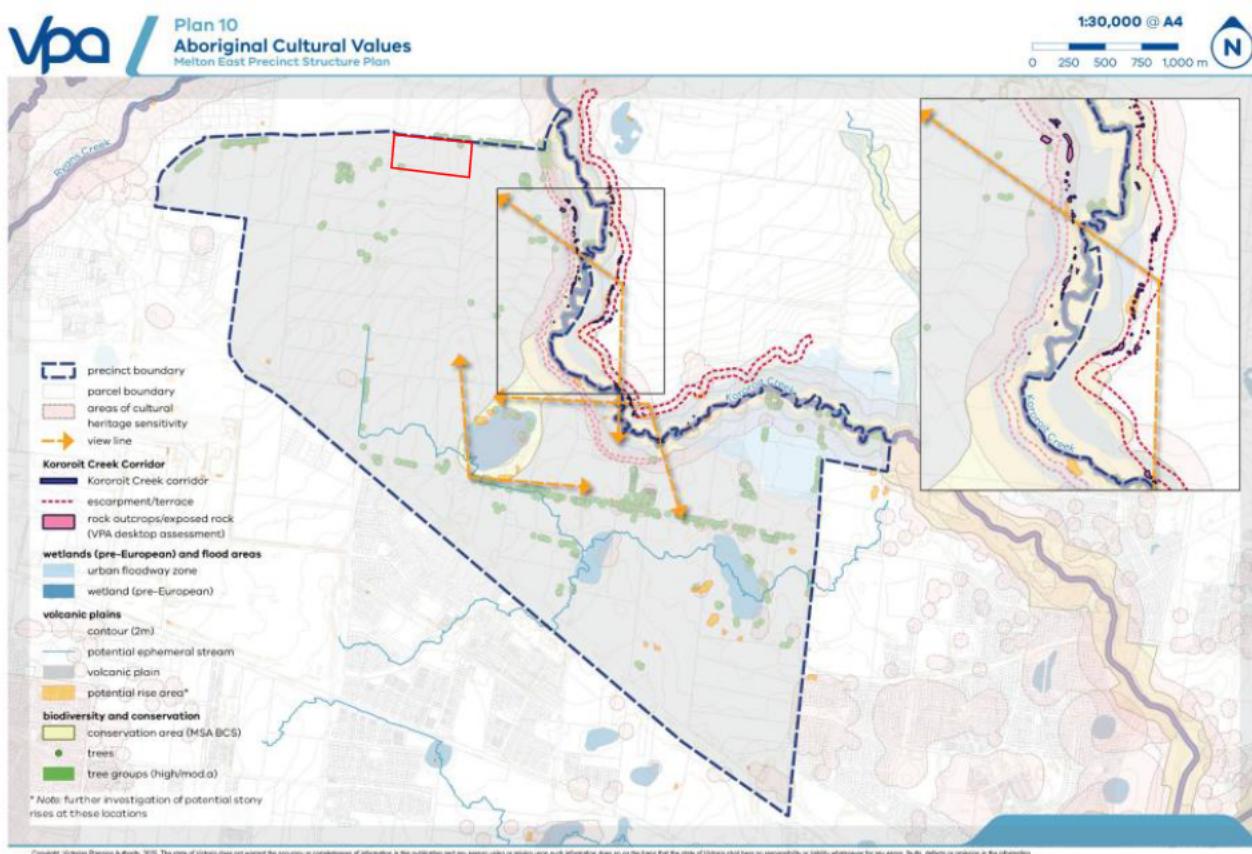 vpa
Plan 10
Aboriginal Cultural Values
Melton East Precinct Structure Plan
1:30,000 @ A4
0 250 500 750 1,000 m
N
Ryans Creek
Kororoit Creek
Kororoit Creek
precinct boundary
parcel boundary
areas of cultural
heritage sensitivity
view line
Kororoit Creek Corridor
Kororoit Creek corridor
escarpment/terrace
rock outcrops/exposed rock
(VPA desktop assessment)
wetlands (pre-European) and flood areas
urban floodway zone
wetland (pre-European)
volcanic plains
contour (2m)
potential ephemeral stream
volcanic plain
potential rise area*
biodiversity and conservation
conservation area (MSA BCS)
trees
tree groups (high/mod.a)
* Note: further investigation of potential stony
rises at these locations